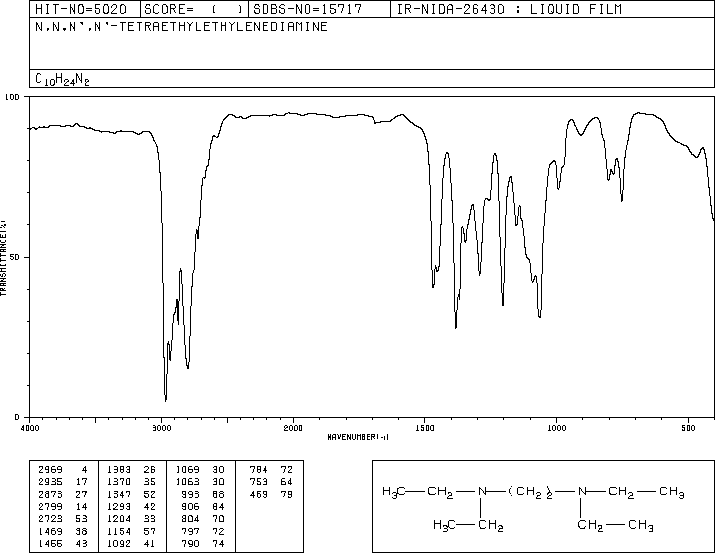 HIT-NO=5020 SCORE= ( ) SDBS-NO=15717 IR-NIDA-26430 : LIQUID FILM
N,N,N',N'-TETRAETHYLETHYLENEDIAMINE
C10H24N2
100
50
0
TRANSMITTANCE(%)
4000 3000 2000 1500 1000 500
WAVENUMBER(-1)
2969 4 1383 26 1069 30 784 72
2935 17 1370 35 1063 30 753 64
2873 27 1347 52 993 68 469 79
2799 14 1293 42 906 84
2723 53 1204 33 804 70
1469 38 1154 57 797 72
1455 43 1092 41 790 74
H3C CH2 N (CH2)2 N CH2 CH3
H3C CH2 CH2 CH3